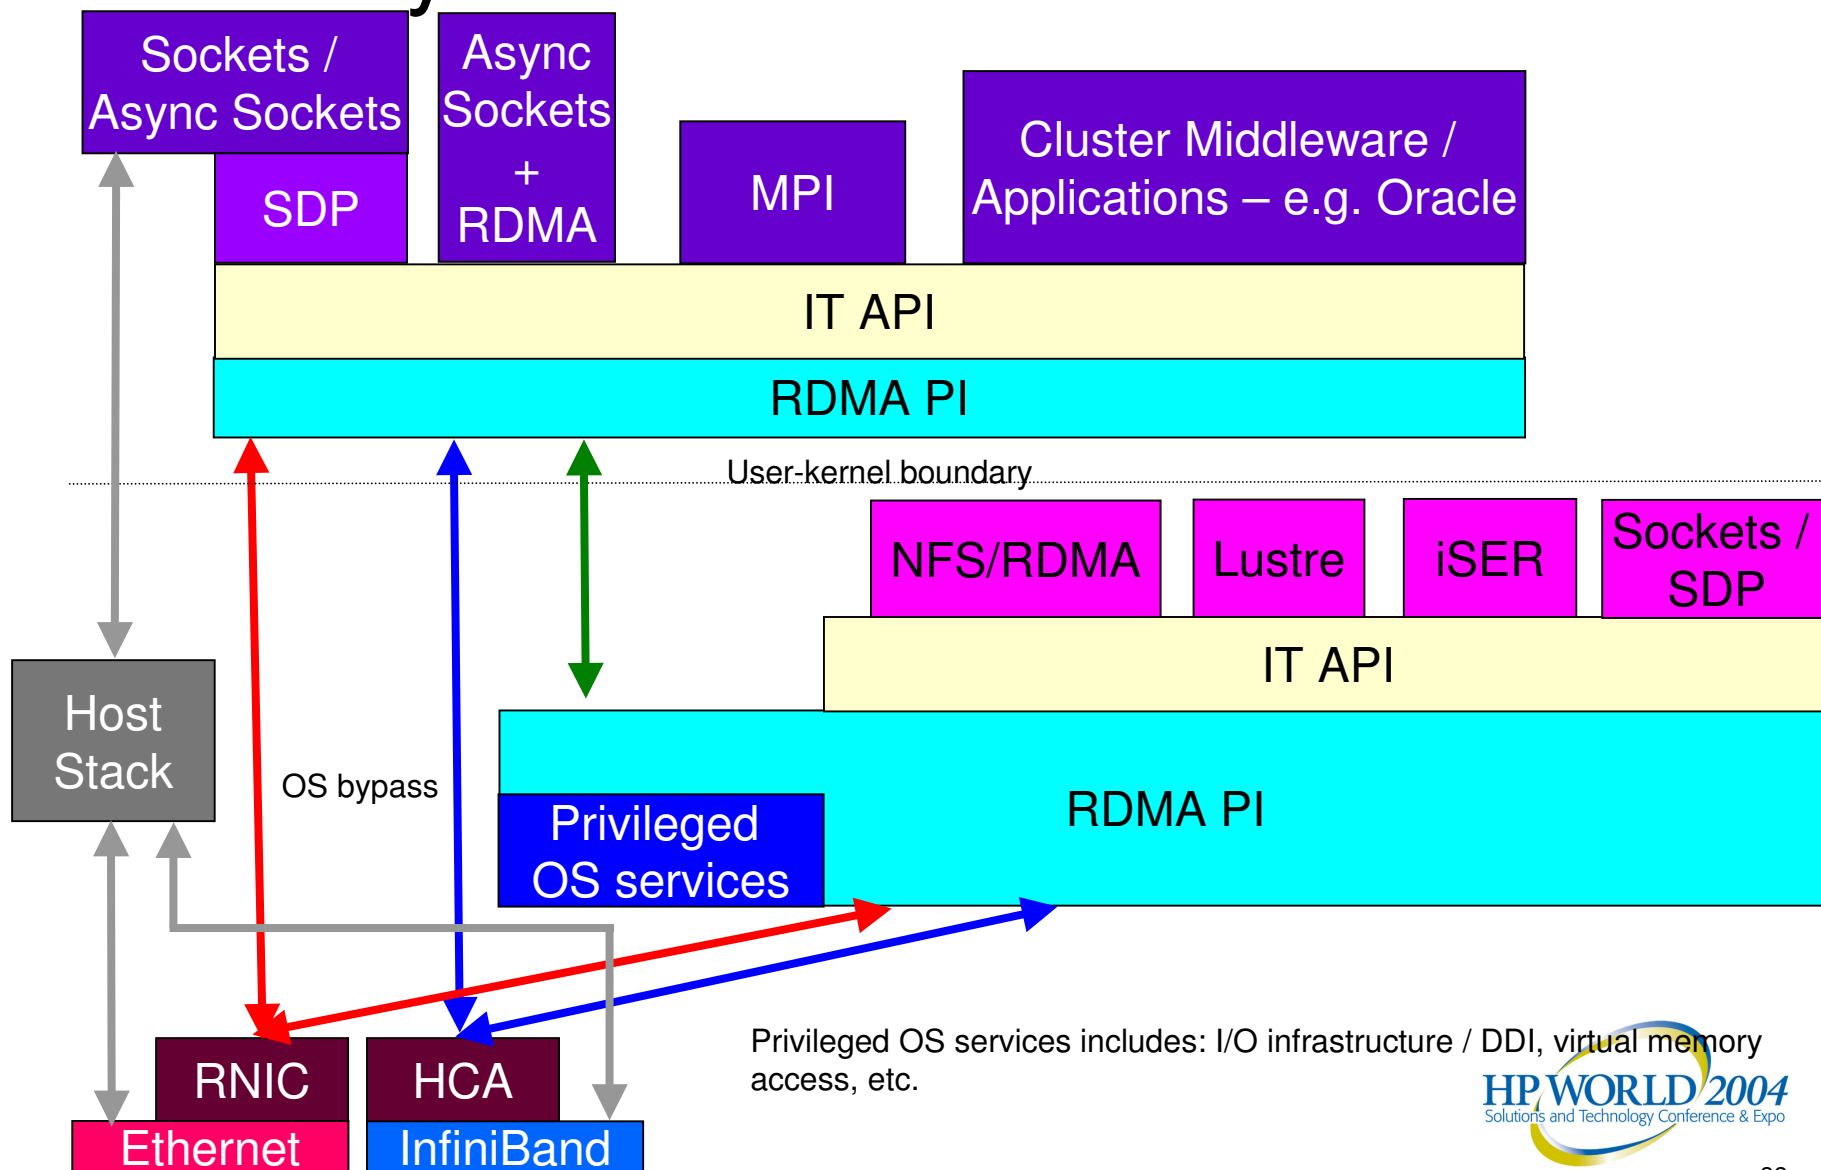 Sockets /
Async Sockets
Async
Sockets
+
RDMA
SDP
MPI
Cluster Middleware /
Applications – e.g. Oracle
IT API
RDMA PI
User-kernel boundary
NFS/RDMA
Lustre
iSER
Sockets /
SDP
IT API
Host
Stack
OS bypass
RDMA PI
Privileged
OS services
Privileged OS services includes: I/O infrastructure / DDI, virtual memory
access, etc.
RNIC
HCA
Ethernet
InfiniBand
HP WORLD 2004
Solutions and Technology Conference & Expo